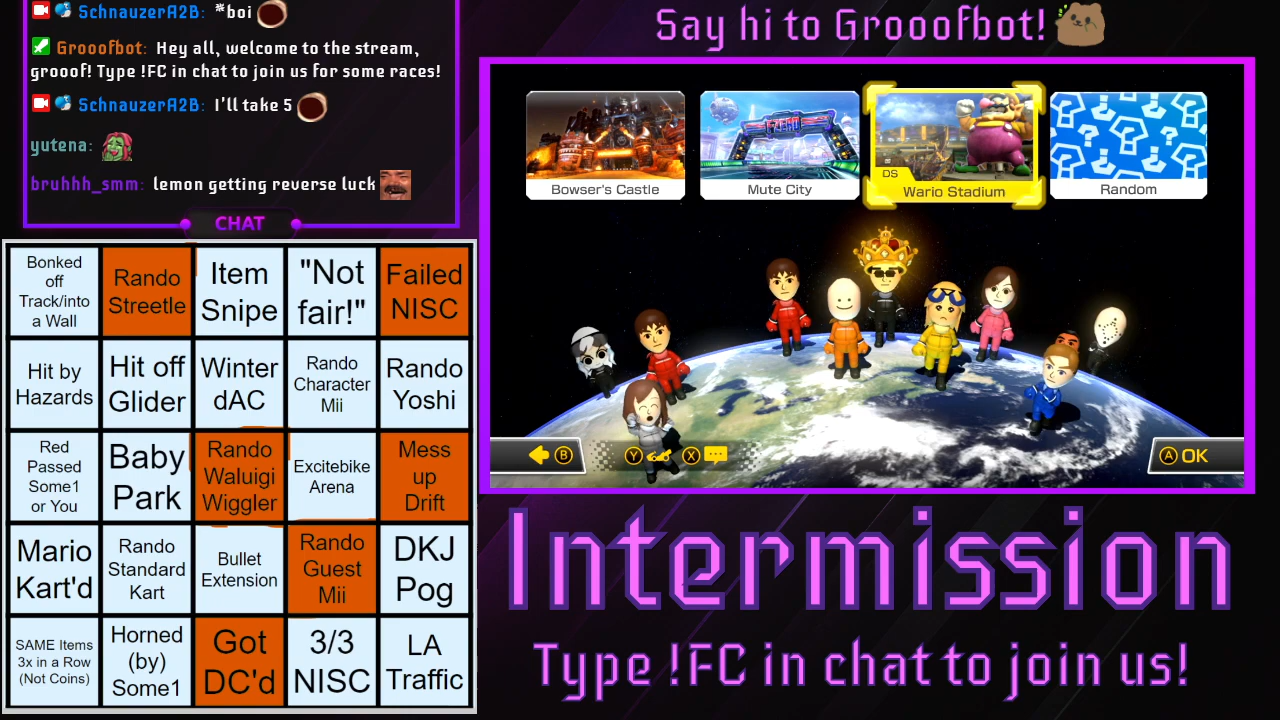 SchnauzerA2B: *boi
Grooofbot: Hey all, welcome to the stream,
grooof! Type !FC in chat to join us for some races!
SchnauzerA2B: I'll take 5
yutena:
bruhhh_smm: lemon getting reverse luck
CHAT
Bonked
off
Track/into
a Wall
Rando
Streetle
Item
Snipe
"Not
fair!"
Failed
NISC
Hit by
Hazards
Hit off
Glider
Winter
dAC
Rando
Character
Mii
Rando
Yoshi
Red
Passed
Some1
or You
Baby
Park
Rando
Waluigi
Wiggler
Excitebike
Arena
Mess
up
Drift
Mario
Kart'd
Rando
Standard
Kart
Bullet
Extension
Rando
Guest
Mii
DKJ
Pog
SAME Items
3x in a Row
(Not Coins)
Horned
(by)
Some1
Got
DC'd
3/3
NISC
LA
Traffic
Say hi to Grooofbot!
Bowser's Castle
F-ZERO
Mute City
DS
Wario Stadium
Random
B
Y
X
A OK
Intermission
Type !FC in chat to join us!